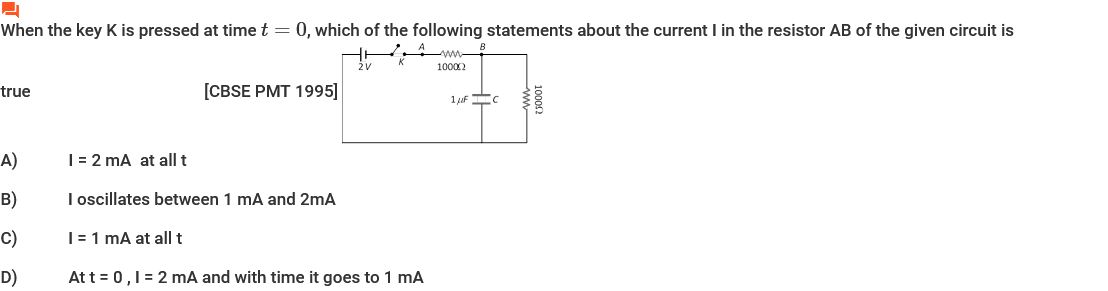 When the key K is pressed at time t = 0, which of the following statements about the current I in the resistor AB of the given circuit is
true [CBSE PMT 1995]
2 V K A 1000Ω B
1 μF C 1000Ω
A) I = 2 mA at all t
B) I oscillates between 1 mA and 2mA
C) I = 1 mA at all t
D) At t = 0 , I = 2 mA and with time it goes to 1 mA